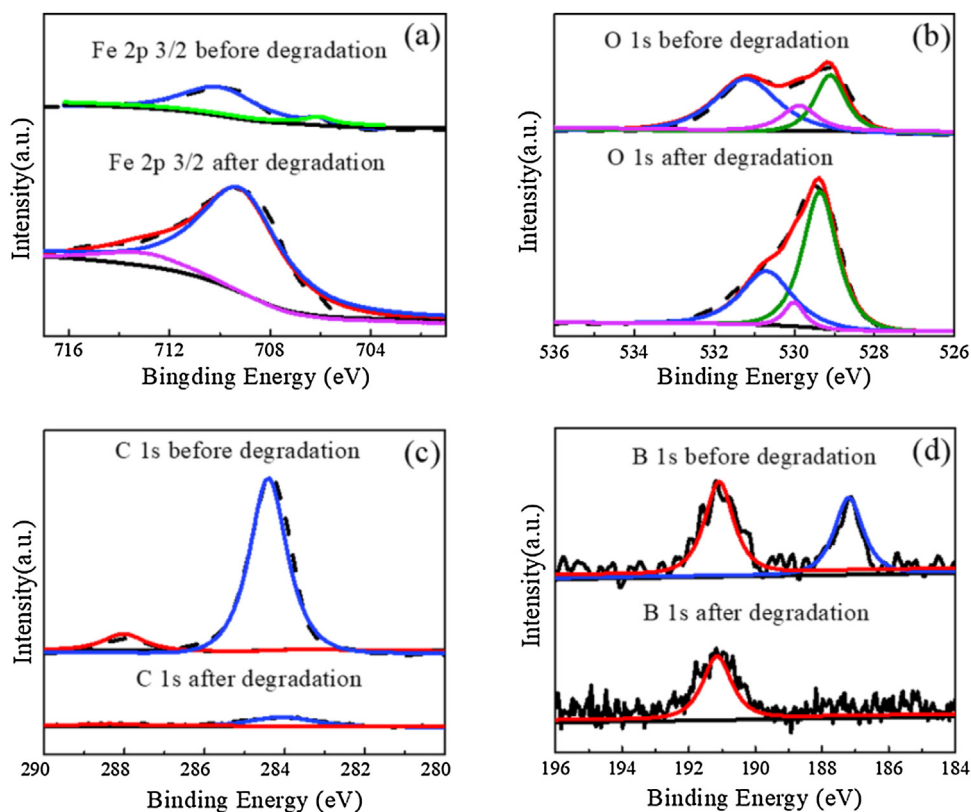 (a)
Fe 2p 3/2 before degradation
Fe 2p 3/2 after degradation
Intensity(a.u.)
716 712 708 704
Bingding Energy (eV)
(b)
O 1s before degradation
O 1s after degradation
Intensity(a.u.)
536 534 532 530 528 526
Binding Energy (eV)
(c)
C 1s before degradation
C 1s after degradation
Intensity(a.u.)
290 288 286 284 282 280
Binding Energy (eV)
(d)
B 1s before degradation
B 1s after degradation
Intensity(a.u.)
196 194 192 190 188 186 184
Binding Energy (eV)